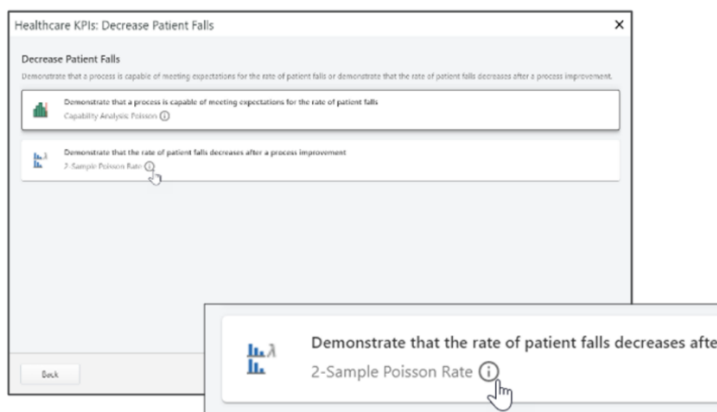 Healthcare KPIs: Decrease Patient Falls
Decrease Patient Falls
Demonstrate that a process is capable of meeting expectations for the rate of patient falls or demonstrate that the rate of patient falls decreases after a process improvement.
Demonstrate that a process is capable of meeting expectations for the rate of patient falls
Capability Analysis Poisson
Demonstrate that the rate of patient falls decreases after a process improvement
2-Sample Poisson Rate
Back
Demonstrate that the rate of patient falls decreases afte
2-Sample Poisson Rate